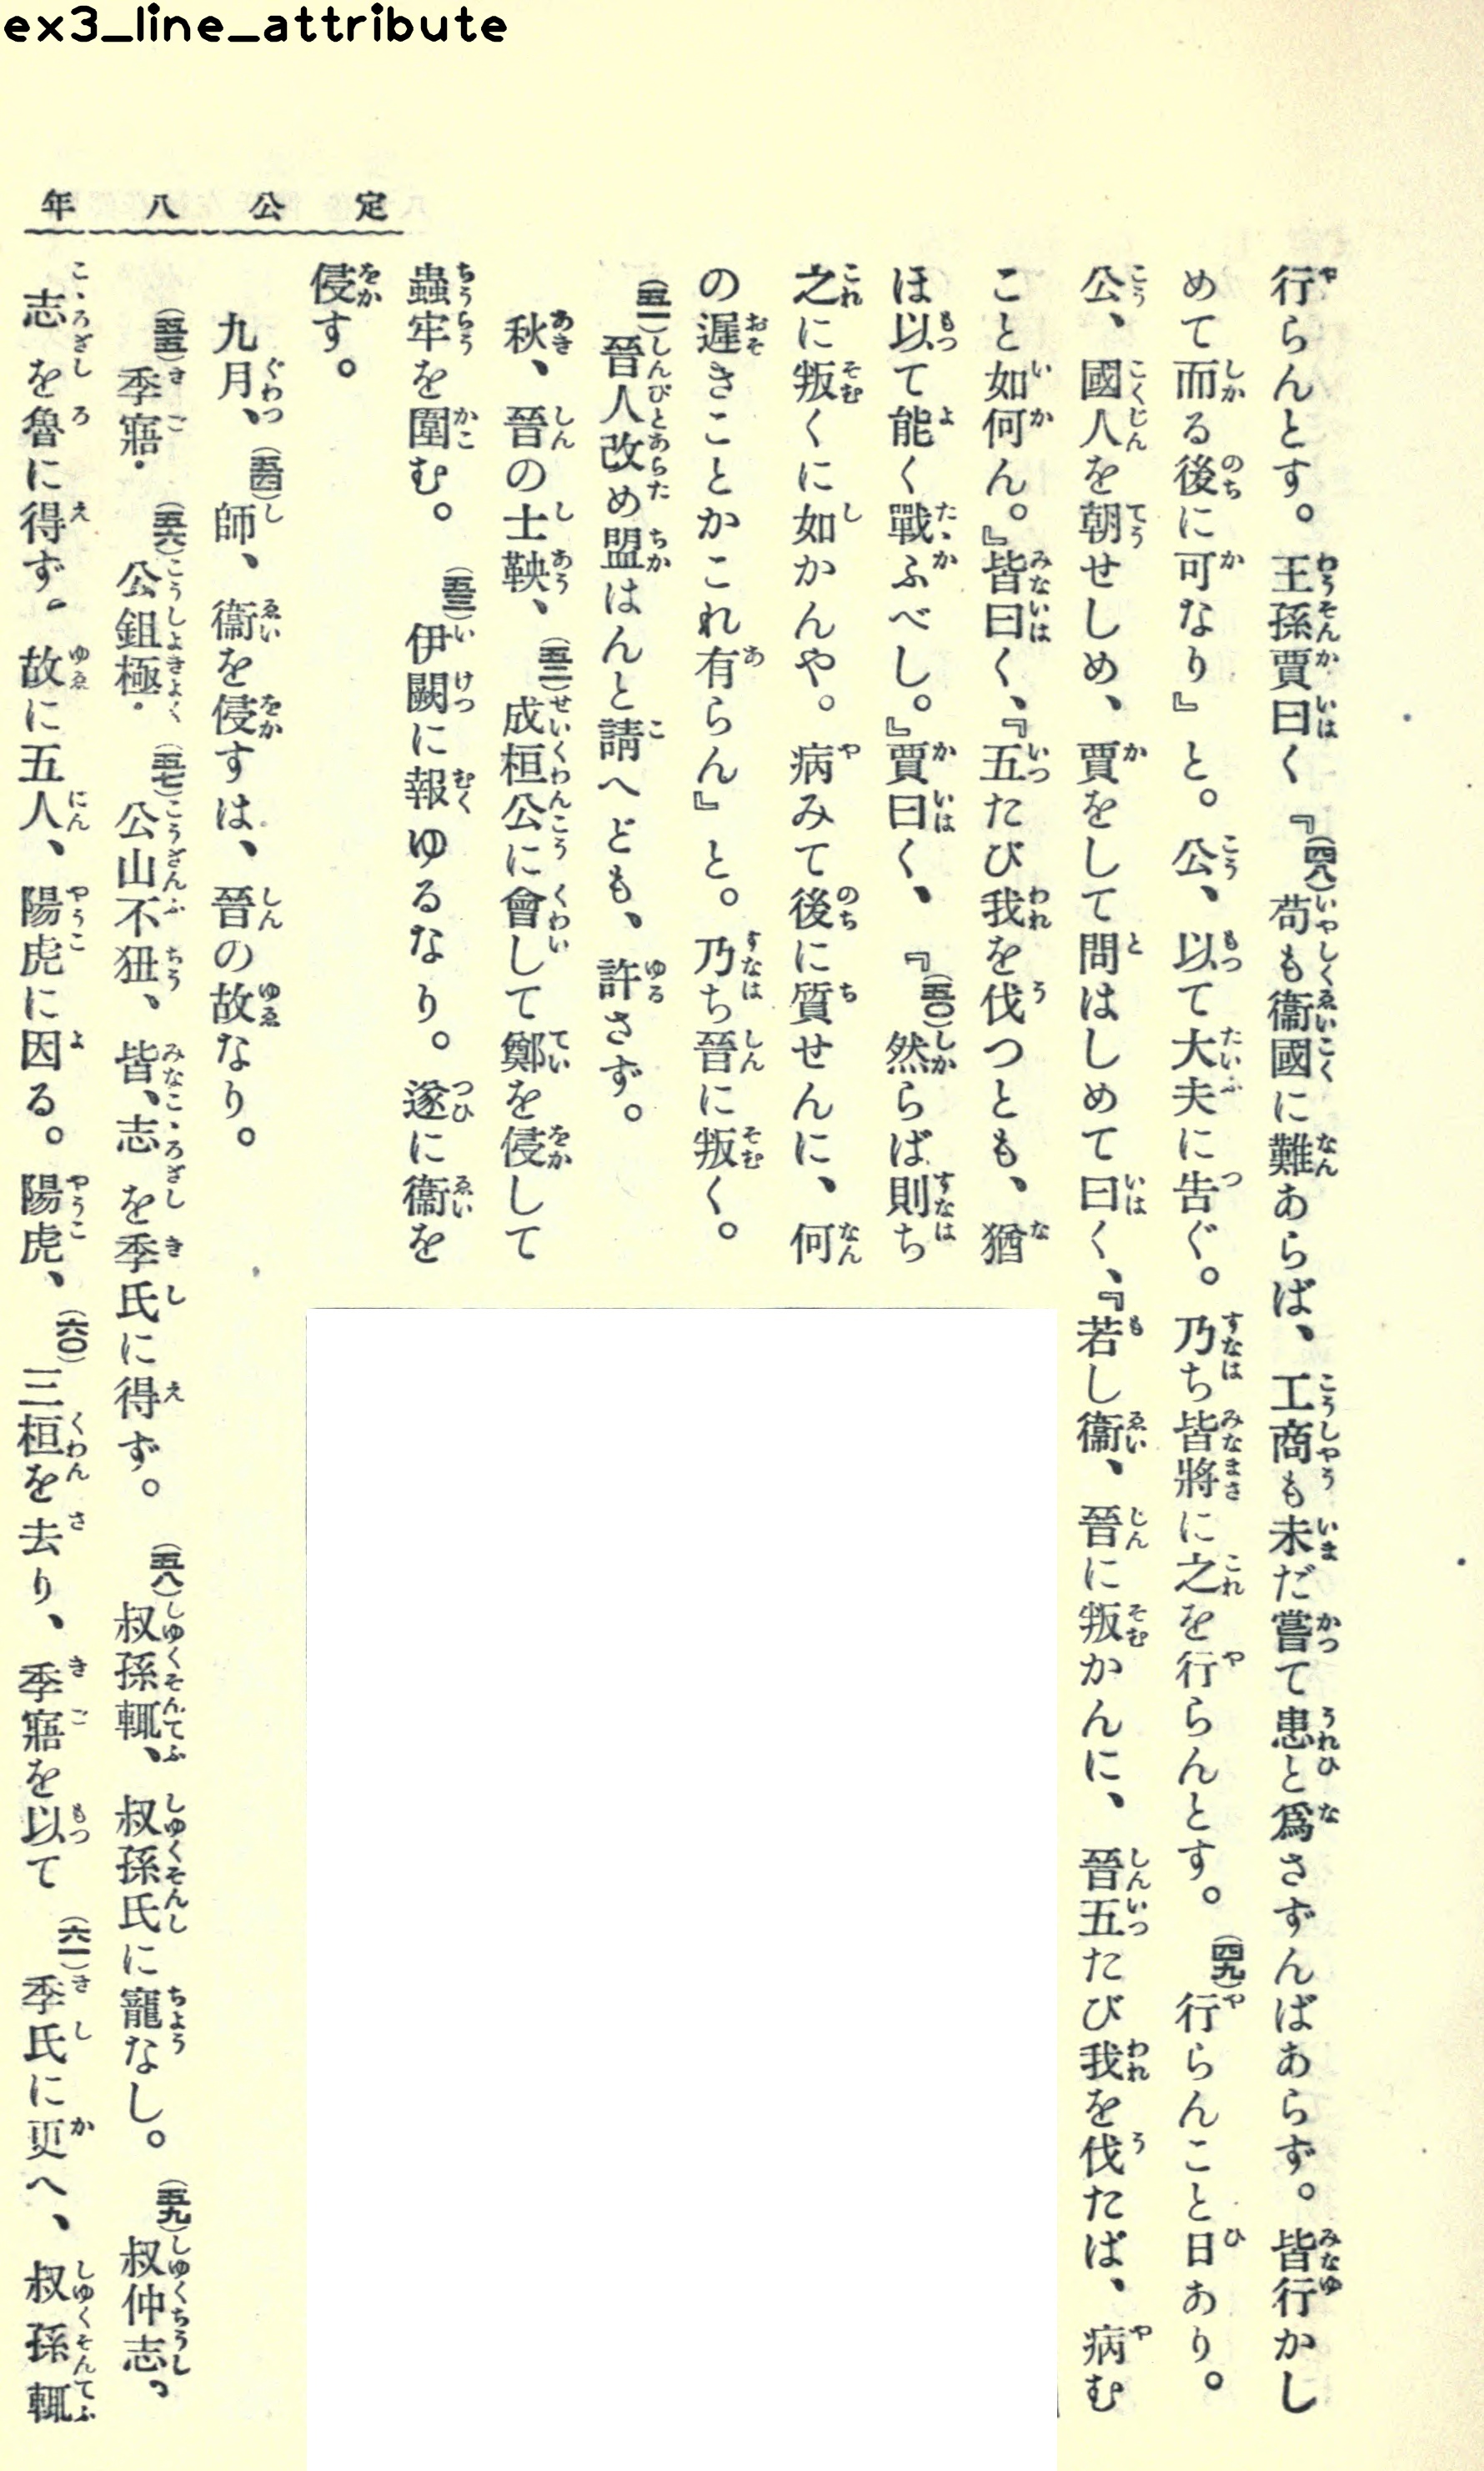 ex3_line_attribute
定公八年
行らんとす。王孫賈曰く『(四八)苟も衞國に難あらば、工商も未だ嘗て患と爲さずんばあらず。皆行かし
めて而る後に可なり』と。公、以て大夫に告ぐ。乃ち皆將に之を行らんとす。(四九)行らんこと日あり。
公、國人を朝せしめ、賈をして問はしめて曰く、『若し衞、晉に叛かんに、晉五たび我を伐たば、病む
こと如何ん。』皆曰く、『五たび我を伐つとも、猶
ほ以て能く戰ふべし。』賈曰く、『(五〇)然らば則ち
之に叛くに如かんや。病みて後に質せんに、何
の遲きことかこれ有らん』と。乃ち晉に叛く。
(五一)晉人改め盟はんと請へども、許さず。
秋、晉の士鞅、(五二)成桓公に會して鄭を侵して
蟲牢を圍む。(五三)伊闕に報ゆるなり。遂に衞を
侵す。
九月、(五四)師、衞を侵すは、晉の故なり。
(五五)季寤・(五六)公鉏極・(五七)公山不狃、皆、志を季氏に得ず。(五八)叔孫輒、叔孫氏に寵なし。(五九)叔仲志、
志を魯に得ず。故に五人、陽虎に因る。陽虎、(六〇)三桓を去り、季寤を以て(六一)季氏に更へ、叔孫輒